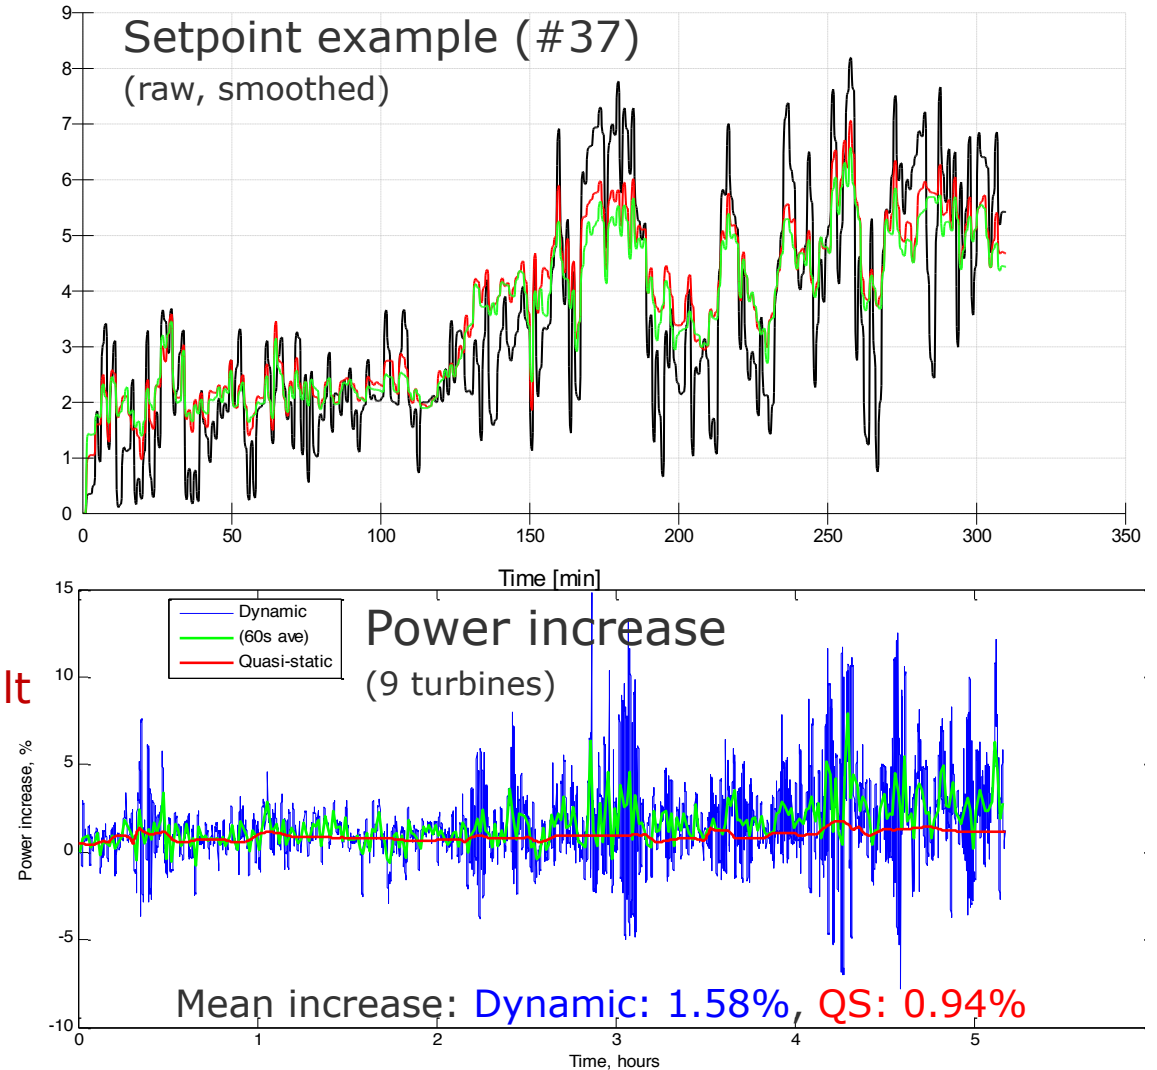 9
Setpoint example (#37)
8
(raw, smoothed)
7
6
5
4
3
2
1
0
0 50 100 150 200 250 300 350
Time [min]
15
Dynamic
(60s ave)
Quasi-static
Power increase
(9 turbines)
10
lt
5
Power increase, %
0
-5
Mean increase: Dynamic: 1.58%, QS: 0.94%
-10
0 1 2 3 4 5
Time, hours